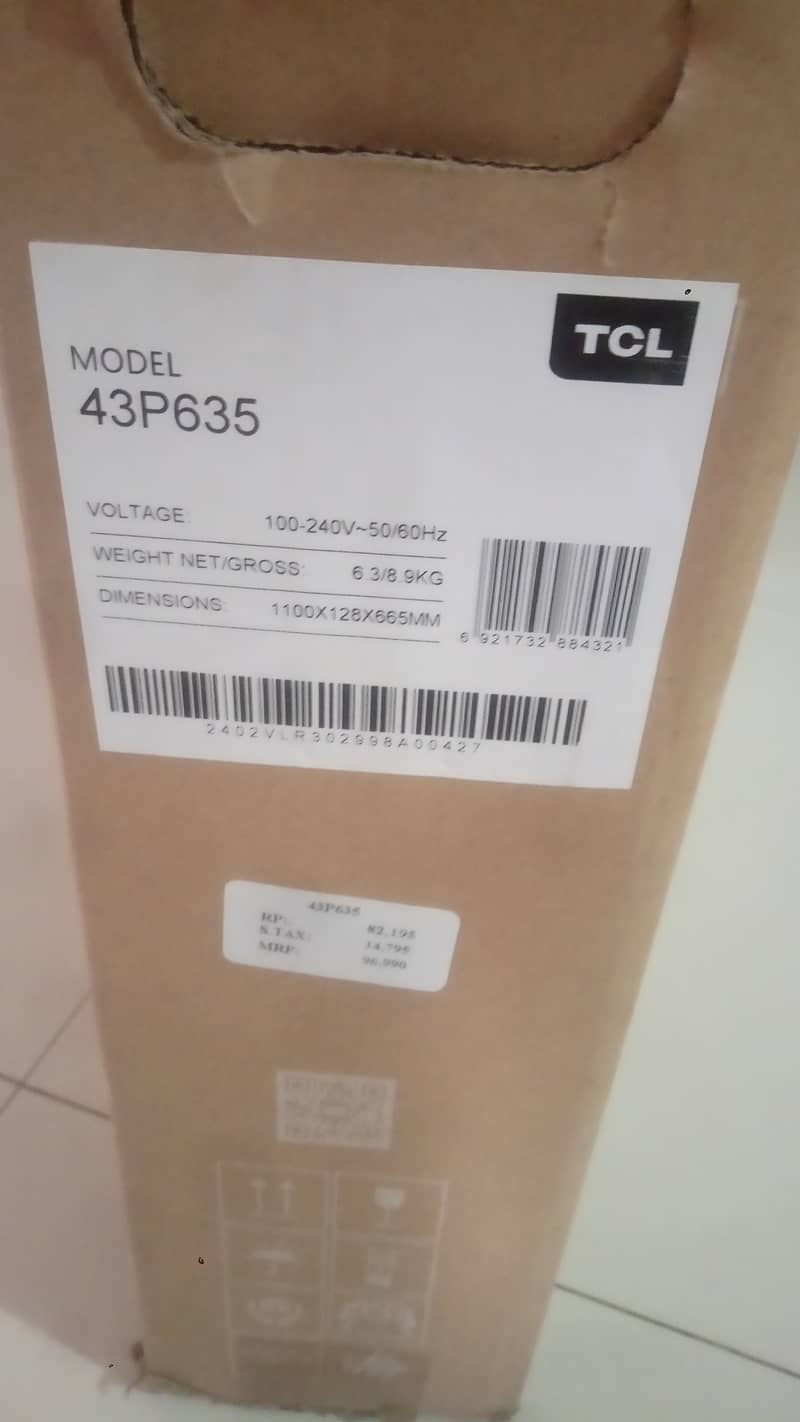 TCL
MODEL
43P635
VOLTAGE: 100-240V~50/60Hz
WEIGHT NET/GROSS: 6.3/8.9KG
DIMENSIONS: 1100X128X665MM
6 921732 884321
2402VLR302998A00427
43P635
RP: 82,195
S.TAX: 14,795
MRP: 96,990